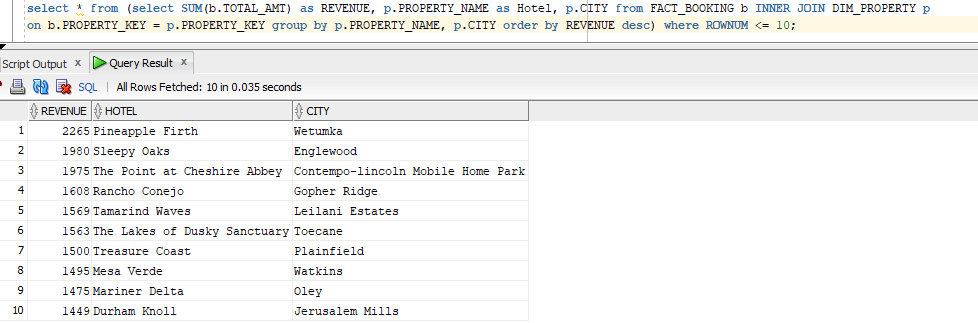 select * from (select SUM(b.TOTAL_AMT) as REVENUE, p.PROPERTY_NAME as Hotel, p.CITY from FACT_BOOKING b INNER JOIN DIM_PROPERTY p
on b.PROPERTY_KEY = p.PROPERTY_KEY group by p.PROPERTY_NAME, p.CITY order by REVENUE desc) where ROWNUM <= 10;
Script Output x Query Result x
SQL | All Rows Fetched: 10 in 0.035 seconds
REVENUE HOTEL CITY
1 2265 Pineapple Firth Wetumka
2 1980 Sleepy Oaks Englewood
3 1975 The Point at Cheshire Abbey Contempo-lincoln Mobile Home Park
4 1608 Rancho Conejo Gopher Ridge
5 1569 Tamarind Waves Leilani Estates
6 1563 The Lakes of Dusky Sanctuary Toecane
7 1500 Treasure Coast Plainfield
8 1495 Mesa Verde Watkins
9 1475 Mariner Delta Oley
10 1449 Durham Knoll Jerusalem Mills